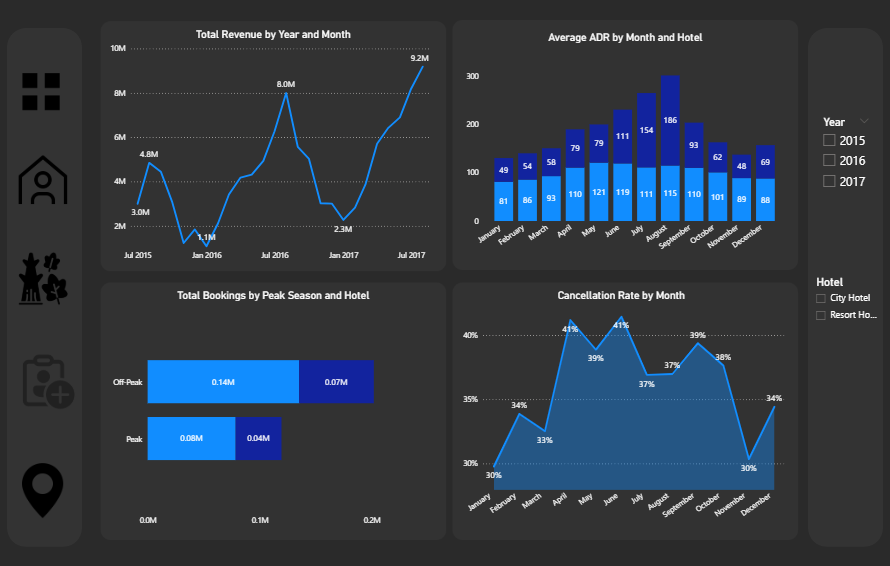 Total Revenue by Year and Month
10M
8M
6M
4M
2M
3.0M
4.8M
1.1M
8.0M
2.3M
9.2M
Jul 2015 Jan 2016 Jul 2016 Jan 2017 Jul 2017
Average ADR by Month and Hotel
300
200
100
0
49 54 58 79 79 111 154 186 93 62 48 69
81 86 93 110 121 119 111 115 110 101 89 88
January February March April May June July August September October November December
Year
2015
2016
2017
Hotel
City Hotel
Resort Ho...
Total Bookings by Peak Season and Hotel
Off-Peak 0.14M 0.07M
Peak 0.08M 0.04M
0.0M 0.1M 0.2M
Cancellation Rate by Month
40%
35%
30%
30% 34% 33% 41% 39% 41% 37% 37% 39% 38% 30% 34%
January February March April May June July August September October November December